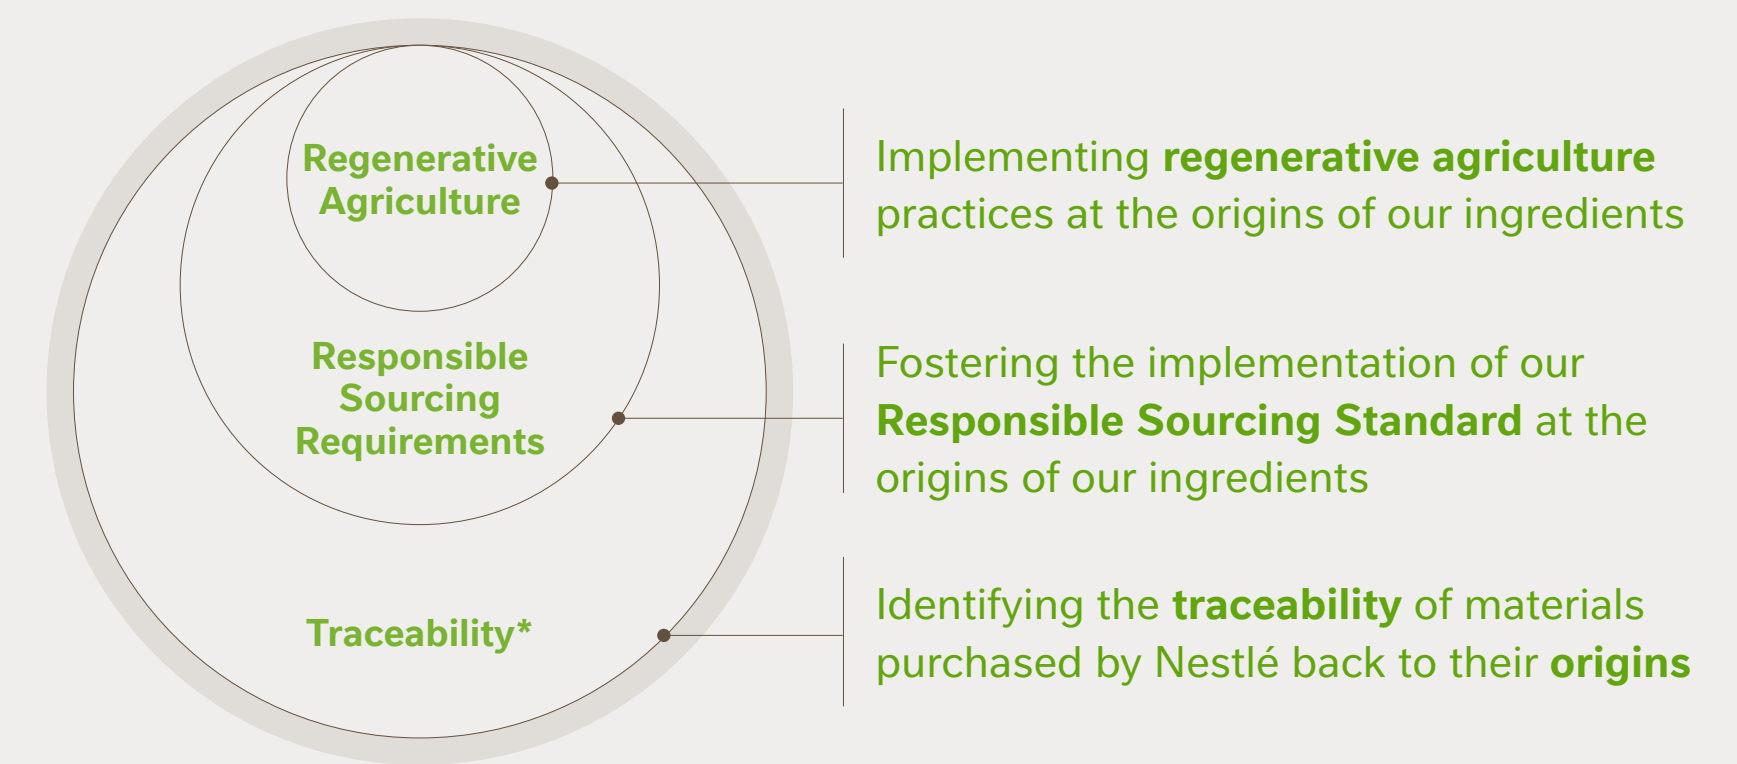 Regenerative
Agriculture
Implementing regenerative agriculture
practices at the origins of our ingredients
Responsible
Sourcing
Requirements
Fostering the implementation of our
Responsible Sourcing Standard at the
origins of our ingredients
Traceability*
Identifying the traceability of materials
purchased by Nestlé back to their origins